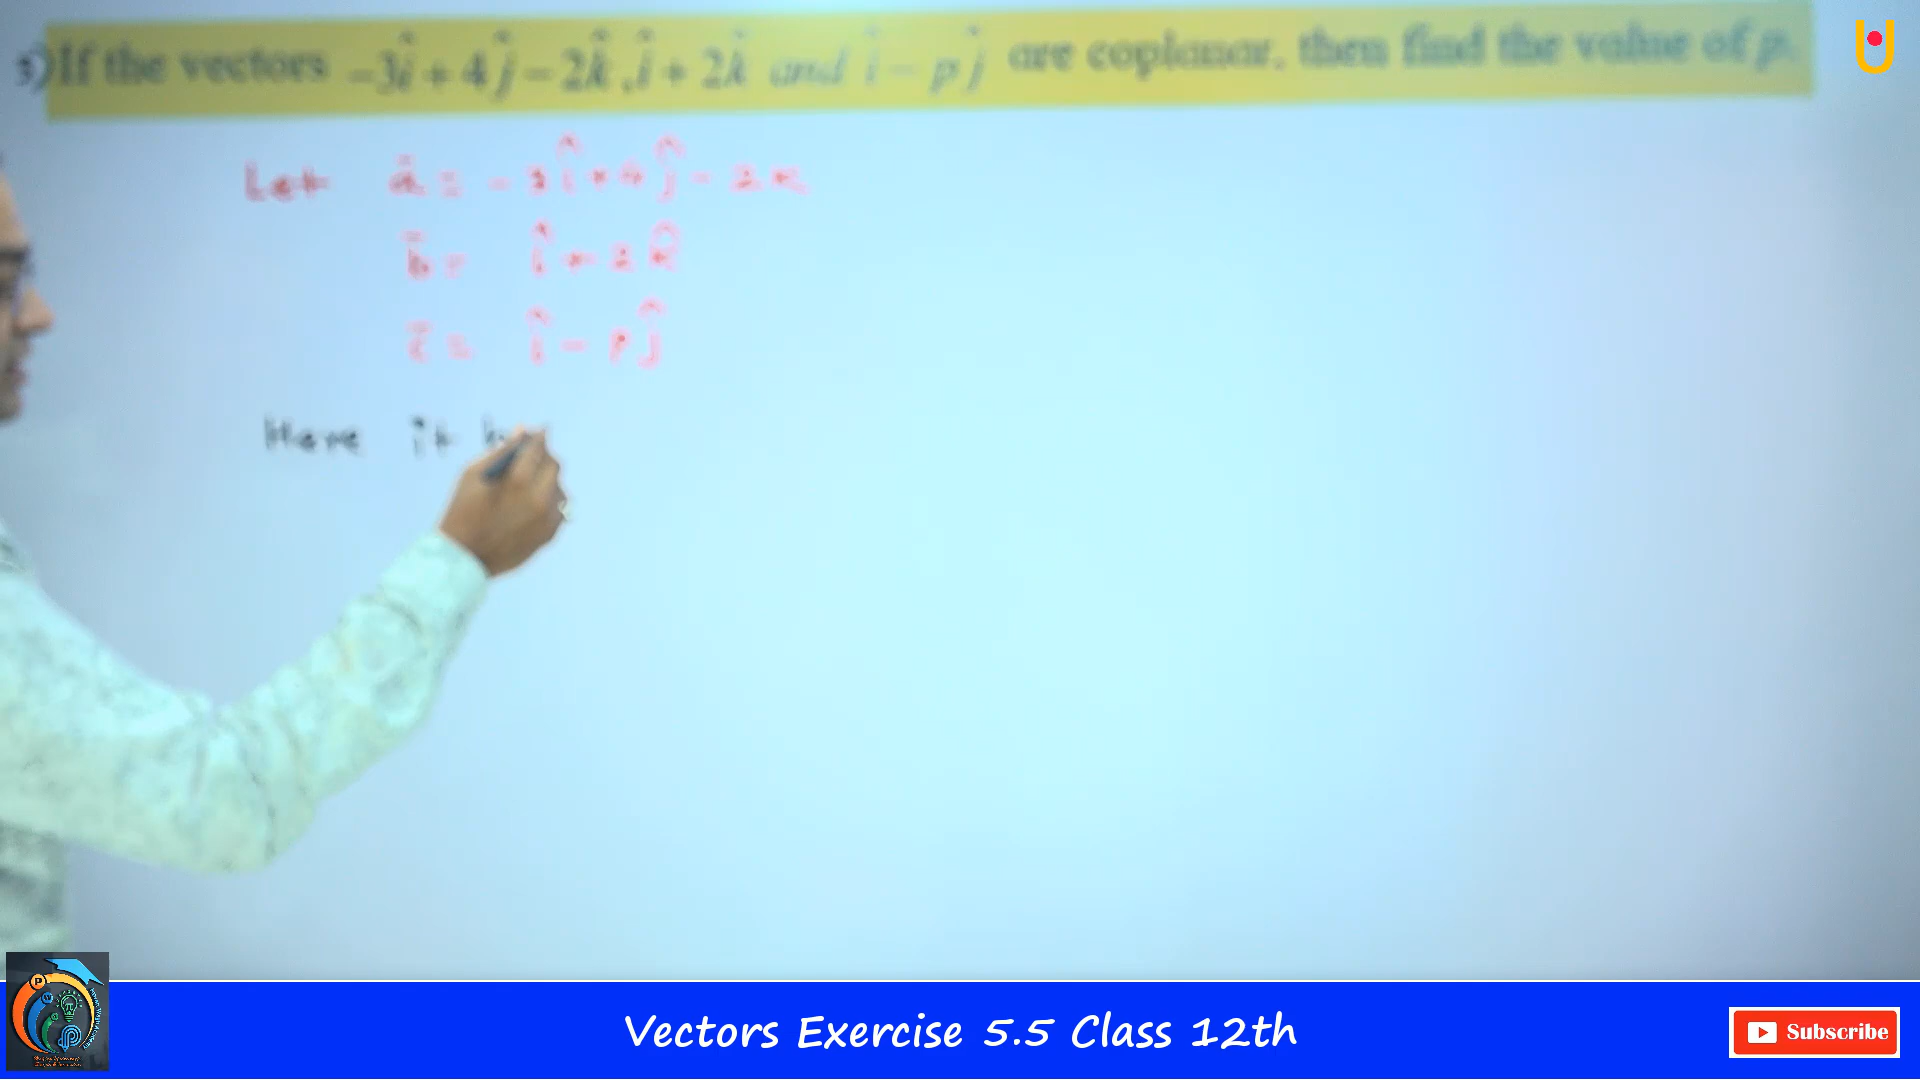 5) If the vectors -3î + 4ĵ - 2k̂, î + 2k̂ and î - pĵ are coplanar, then find the value of p.
Let a̅ = - 3î + 4ĵ - 2k
b̅ = î + 2k̂
c̅ = î - pĵ
Here it
Vectors Exercise 5.5 Class 12th
Subscribe